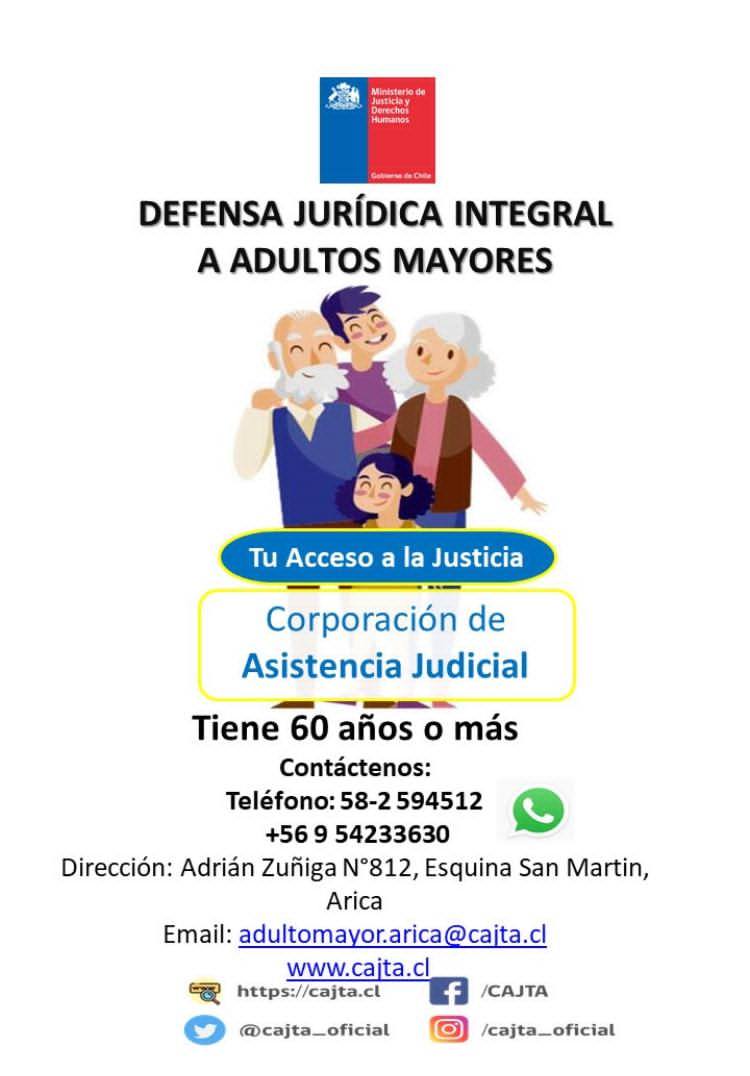 Ministerio de
Justicia y
Derechos
Humanos
Gobierno de Chile
DEFENSA JURÍDICA INTEGRAL
A ADULTOS MAYORES
Tu Acceso a la Justicia
Corporación de
Asistencia Judicial
Tiene 60 años o más
Contáctenos:
Teléfono: 58-2 594512
+56 9 54233630
Dirección: Adrián Zuñiga N°812, Esquina San Martin,
Arica
Email: adultomayor.arica@cajta.cl
www.cajta.cl
https://cajta.cl /CAJTA
@cajta_oficial /cajta_oficial